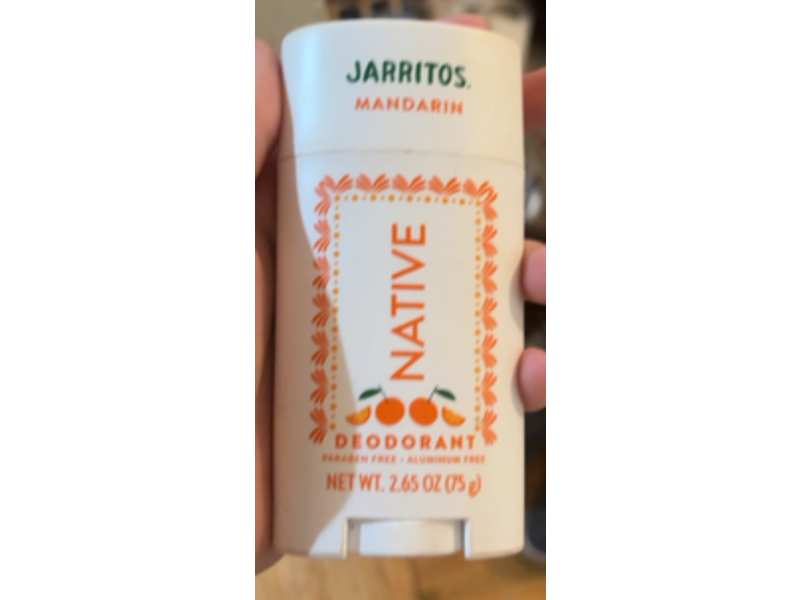 JARRITOS.
MANDARIN
NATIVE
DEODORANT
PARABEN FREE • ALUMINUM FREE
NET WT. 2.65 OZ (75 g)